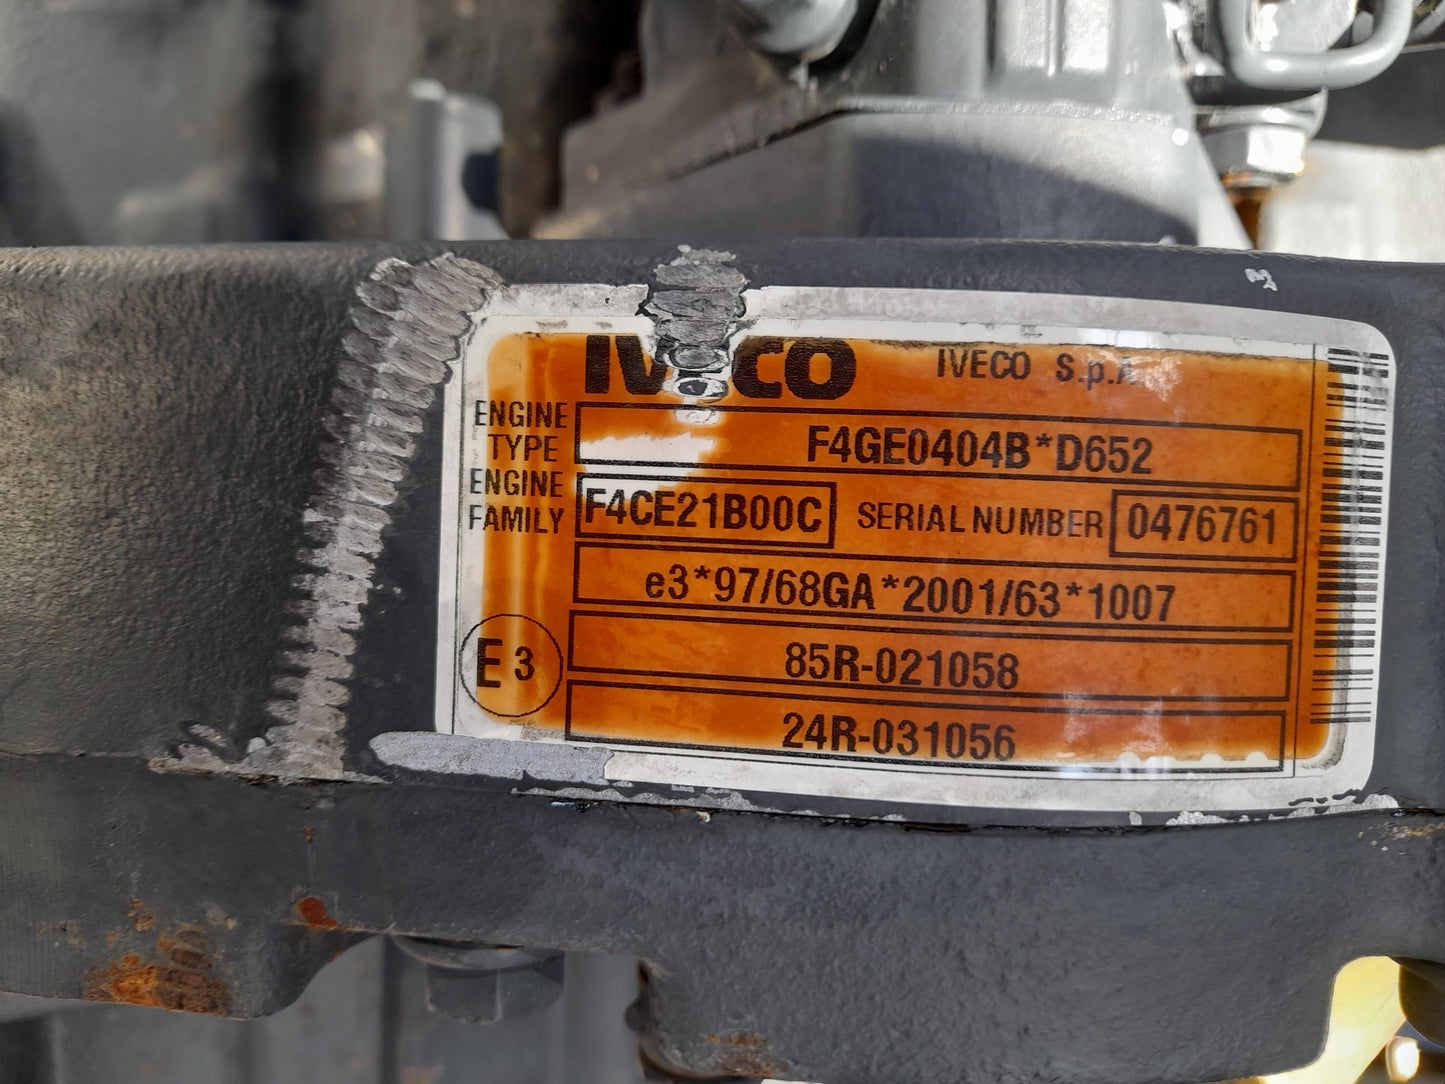 IVECO IVECO S.p.A.
ENGINE TYPE F4GE0404B*D652
ENGINE FAMILY F4CE21B00C SERIAL NUMBER 0476761
e3*97/68GA*2001/63*1007
E3 85R-021058
24R-031056